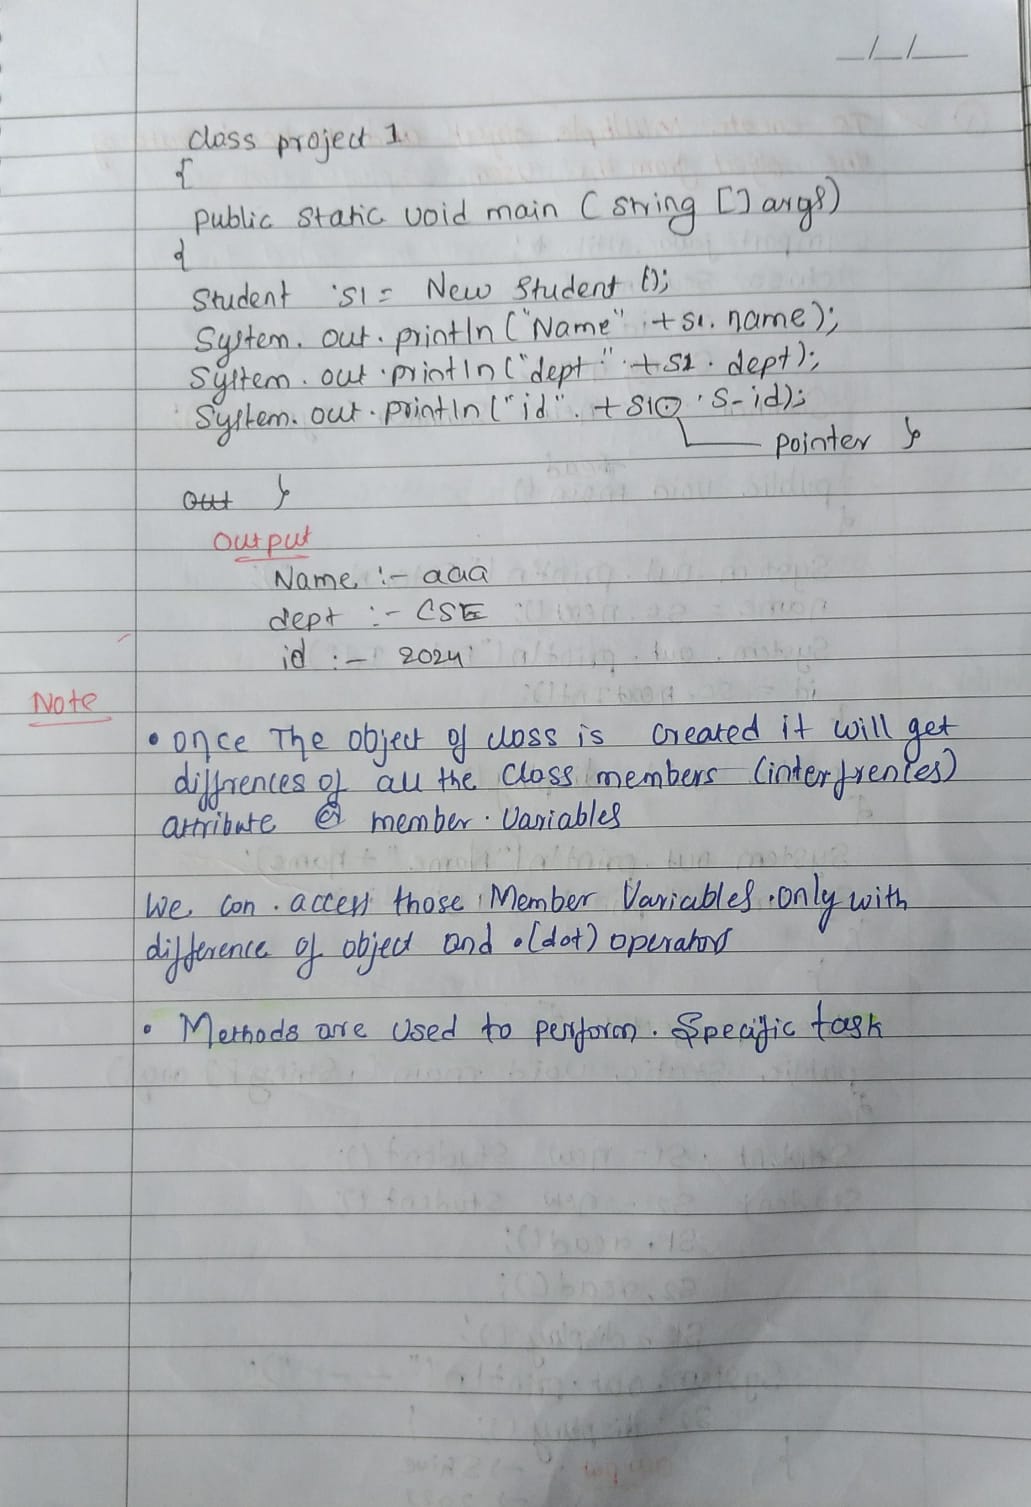 _/_/_
class project 1
{
public static void main (string [] args)
{
Student s1 = New Student ();
System. out. println ("Name" + s1. name);
System. out. println ("dept" + s1. dept);
System. out. println ("id". + s1 . s-id);
pointer }
out }
output
Name :- aaa
dept :- CSE
id :- 2024
Note
• once The object of class is created it will get
diffrences of all the class members (interfrences)
attribute @ member. Variables
We can. access those Member Variables. only with
difference of object and .(dot) operators
• Methods are used to perform. Specific task